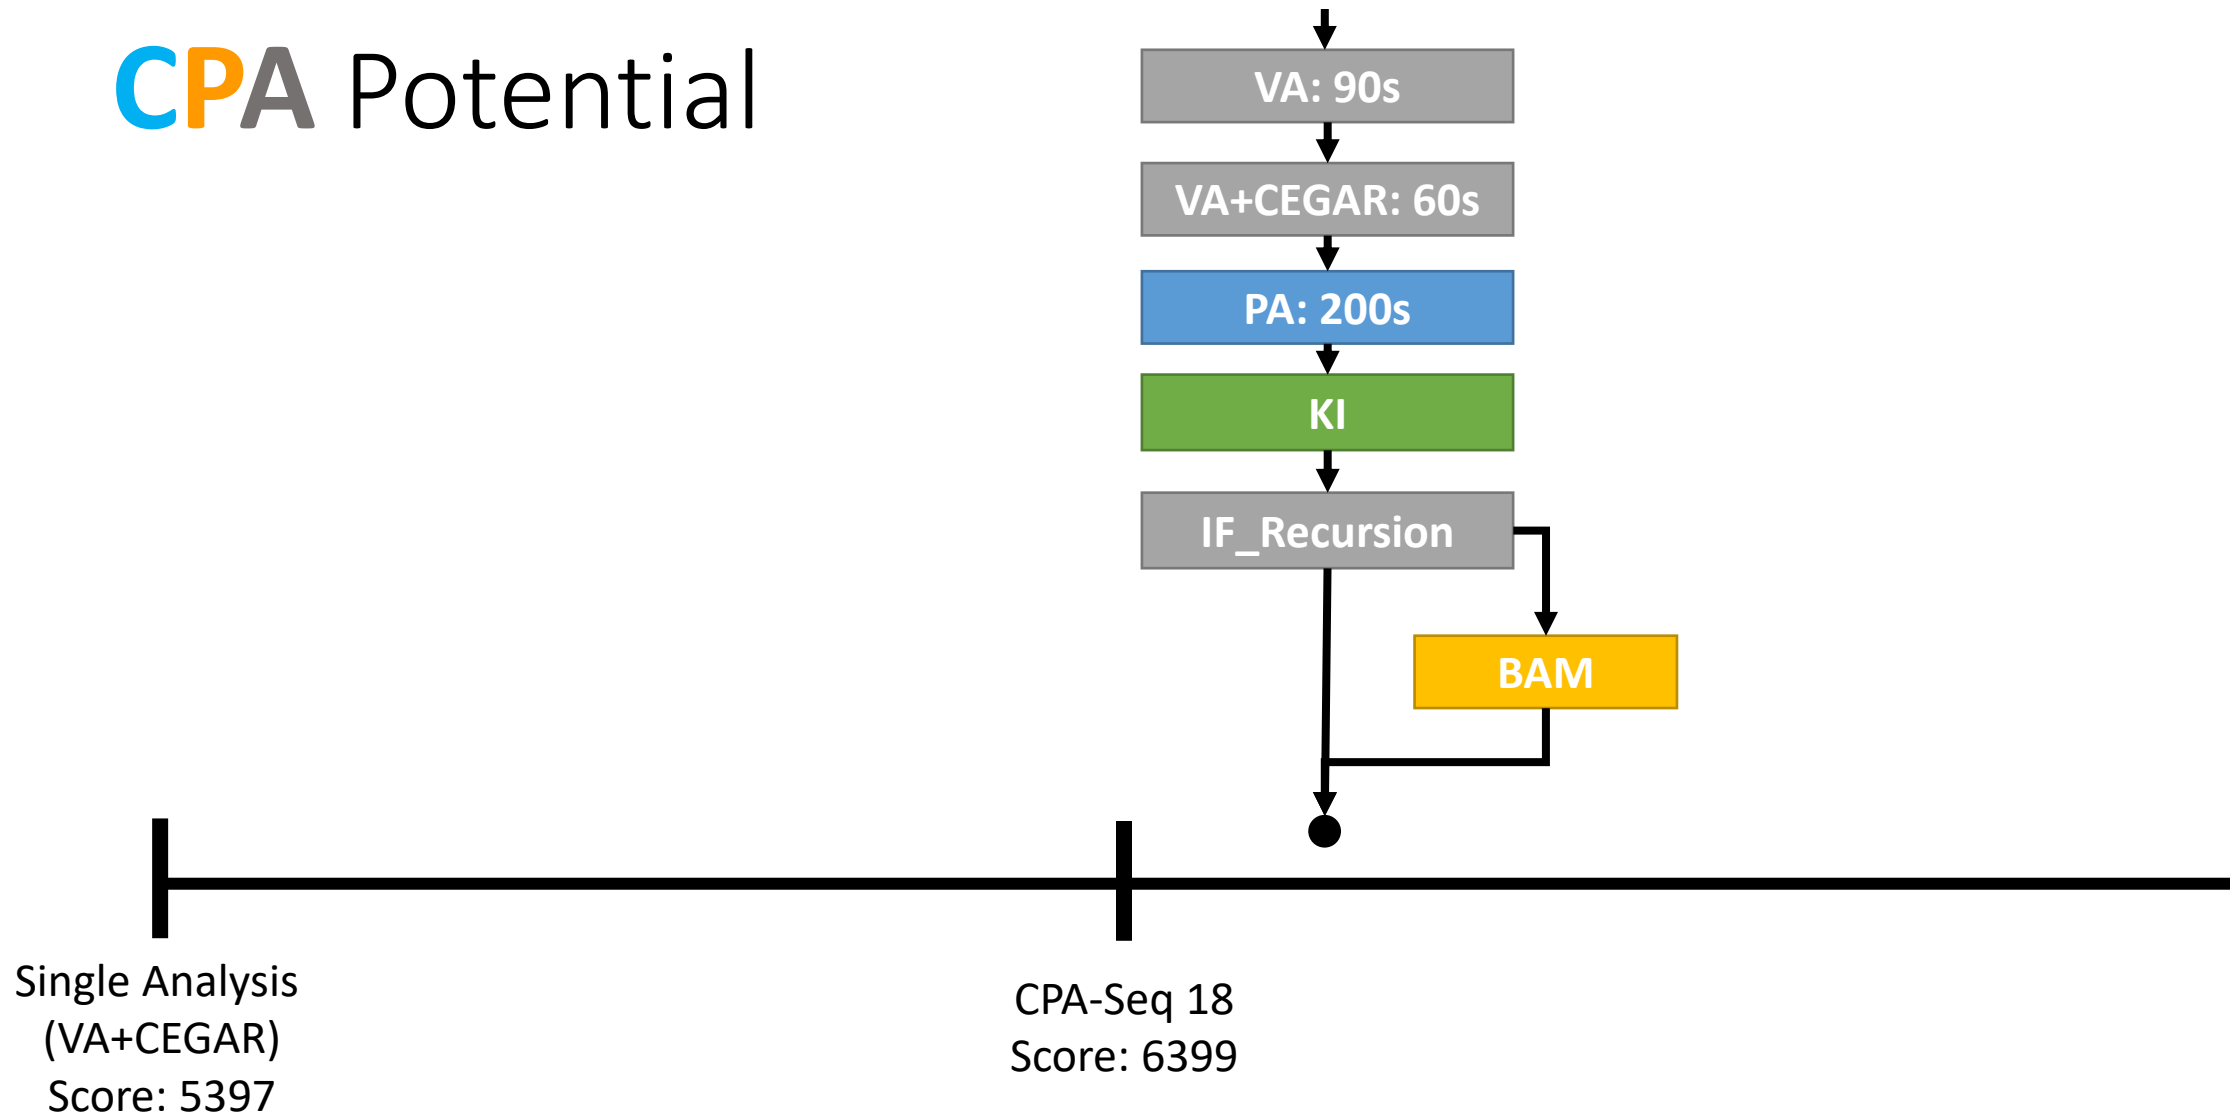 CPA Potential
VA: 90s
VA+CEGAR: 60s
PA: 200s
KI
IF_Recursion
BAM
Single Analysis
(VA+CEGAR)
Score: 5397
CPA-Seq 18
Score: 6399